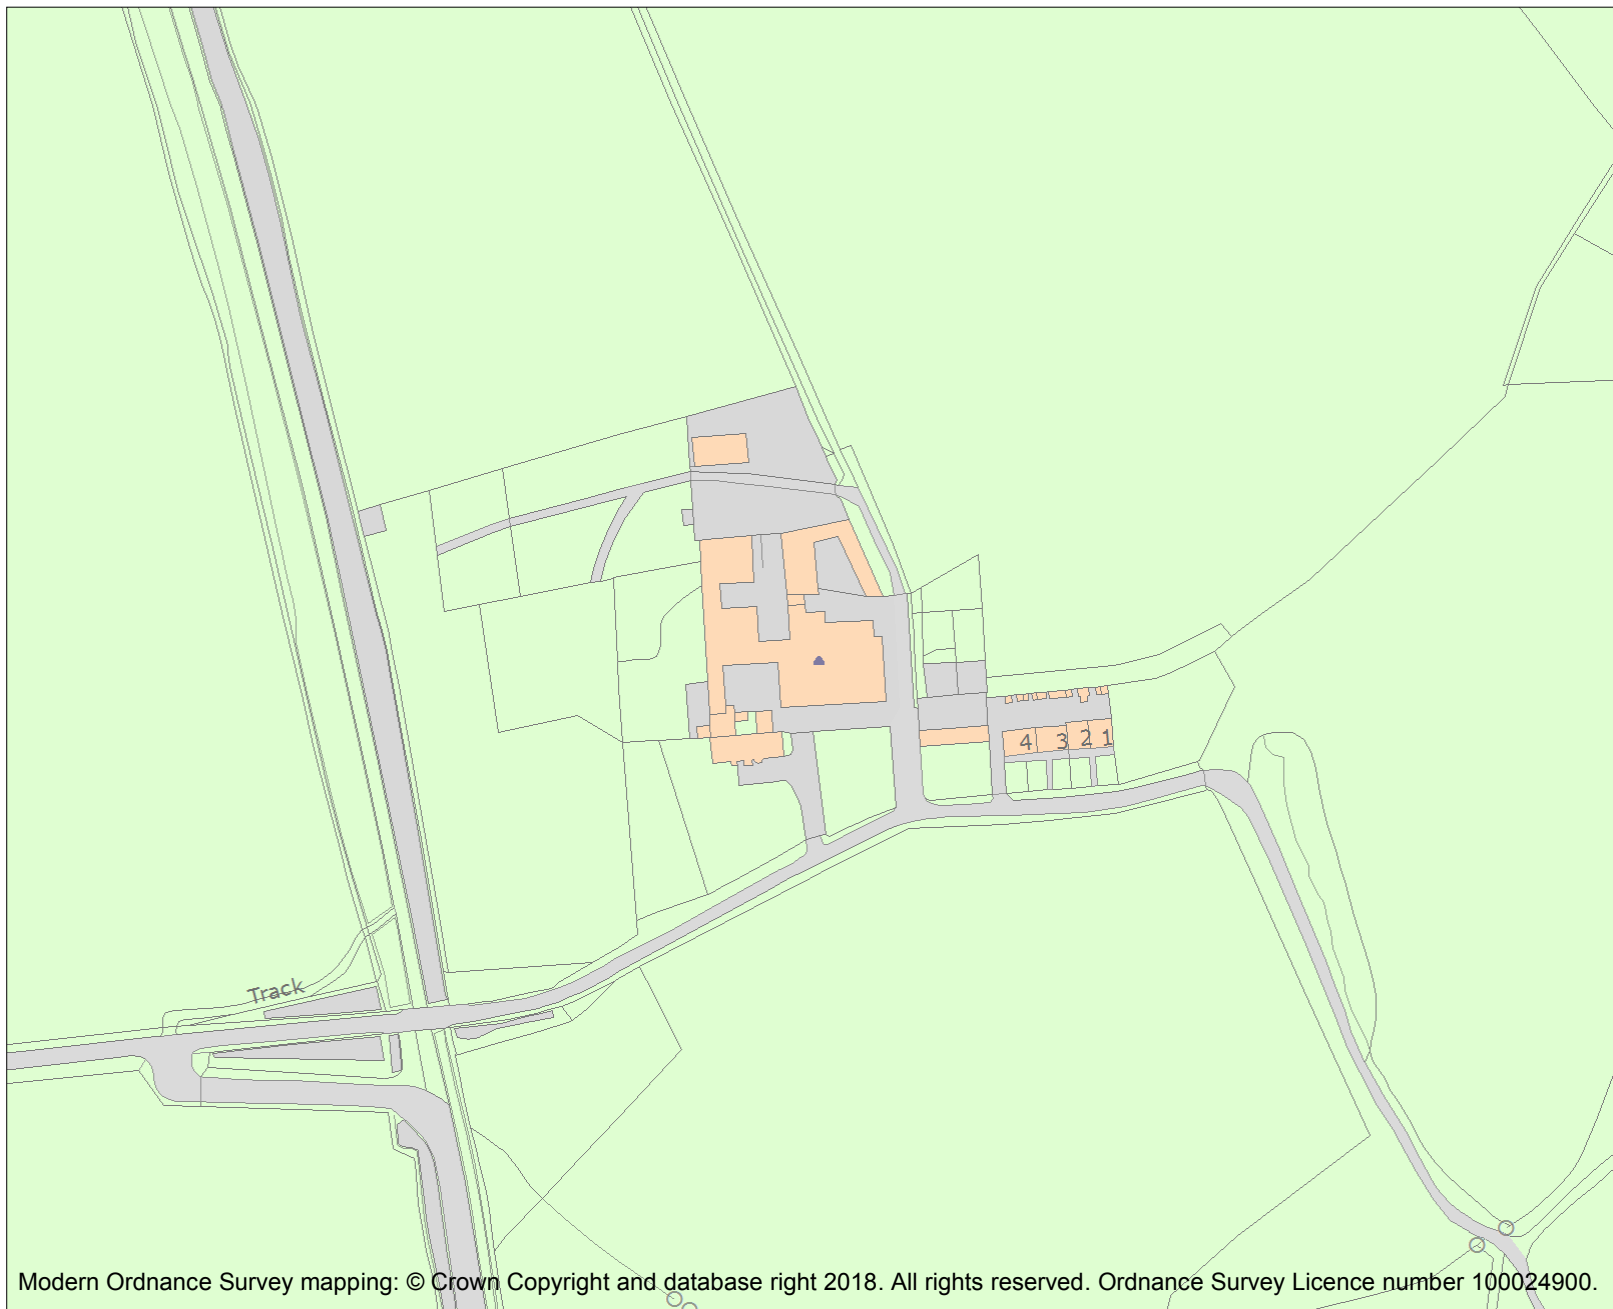 4 3 2 1
Track
Modern Ordnance Survey mapping: © Crown Copyright and database right 2018. All rights reserved. Ordnance Survey Licence number 100024900.